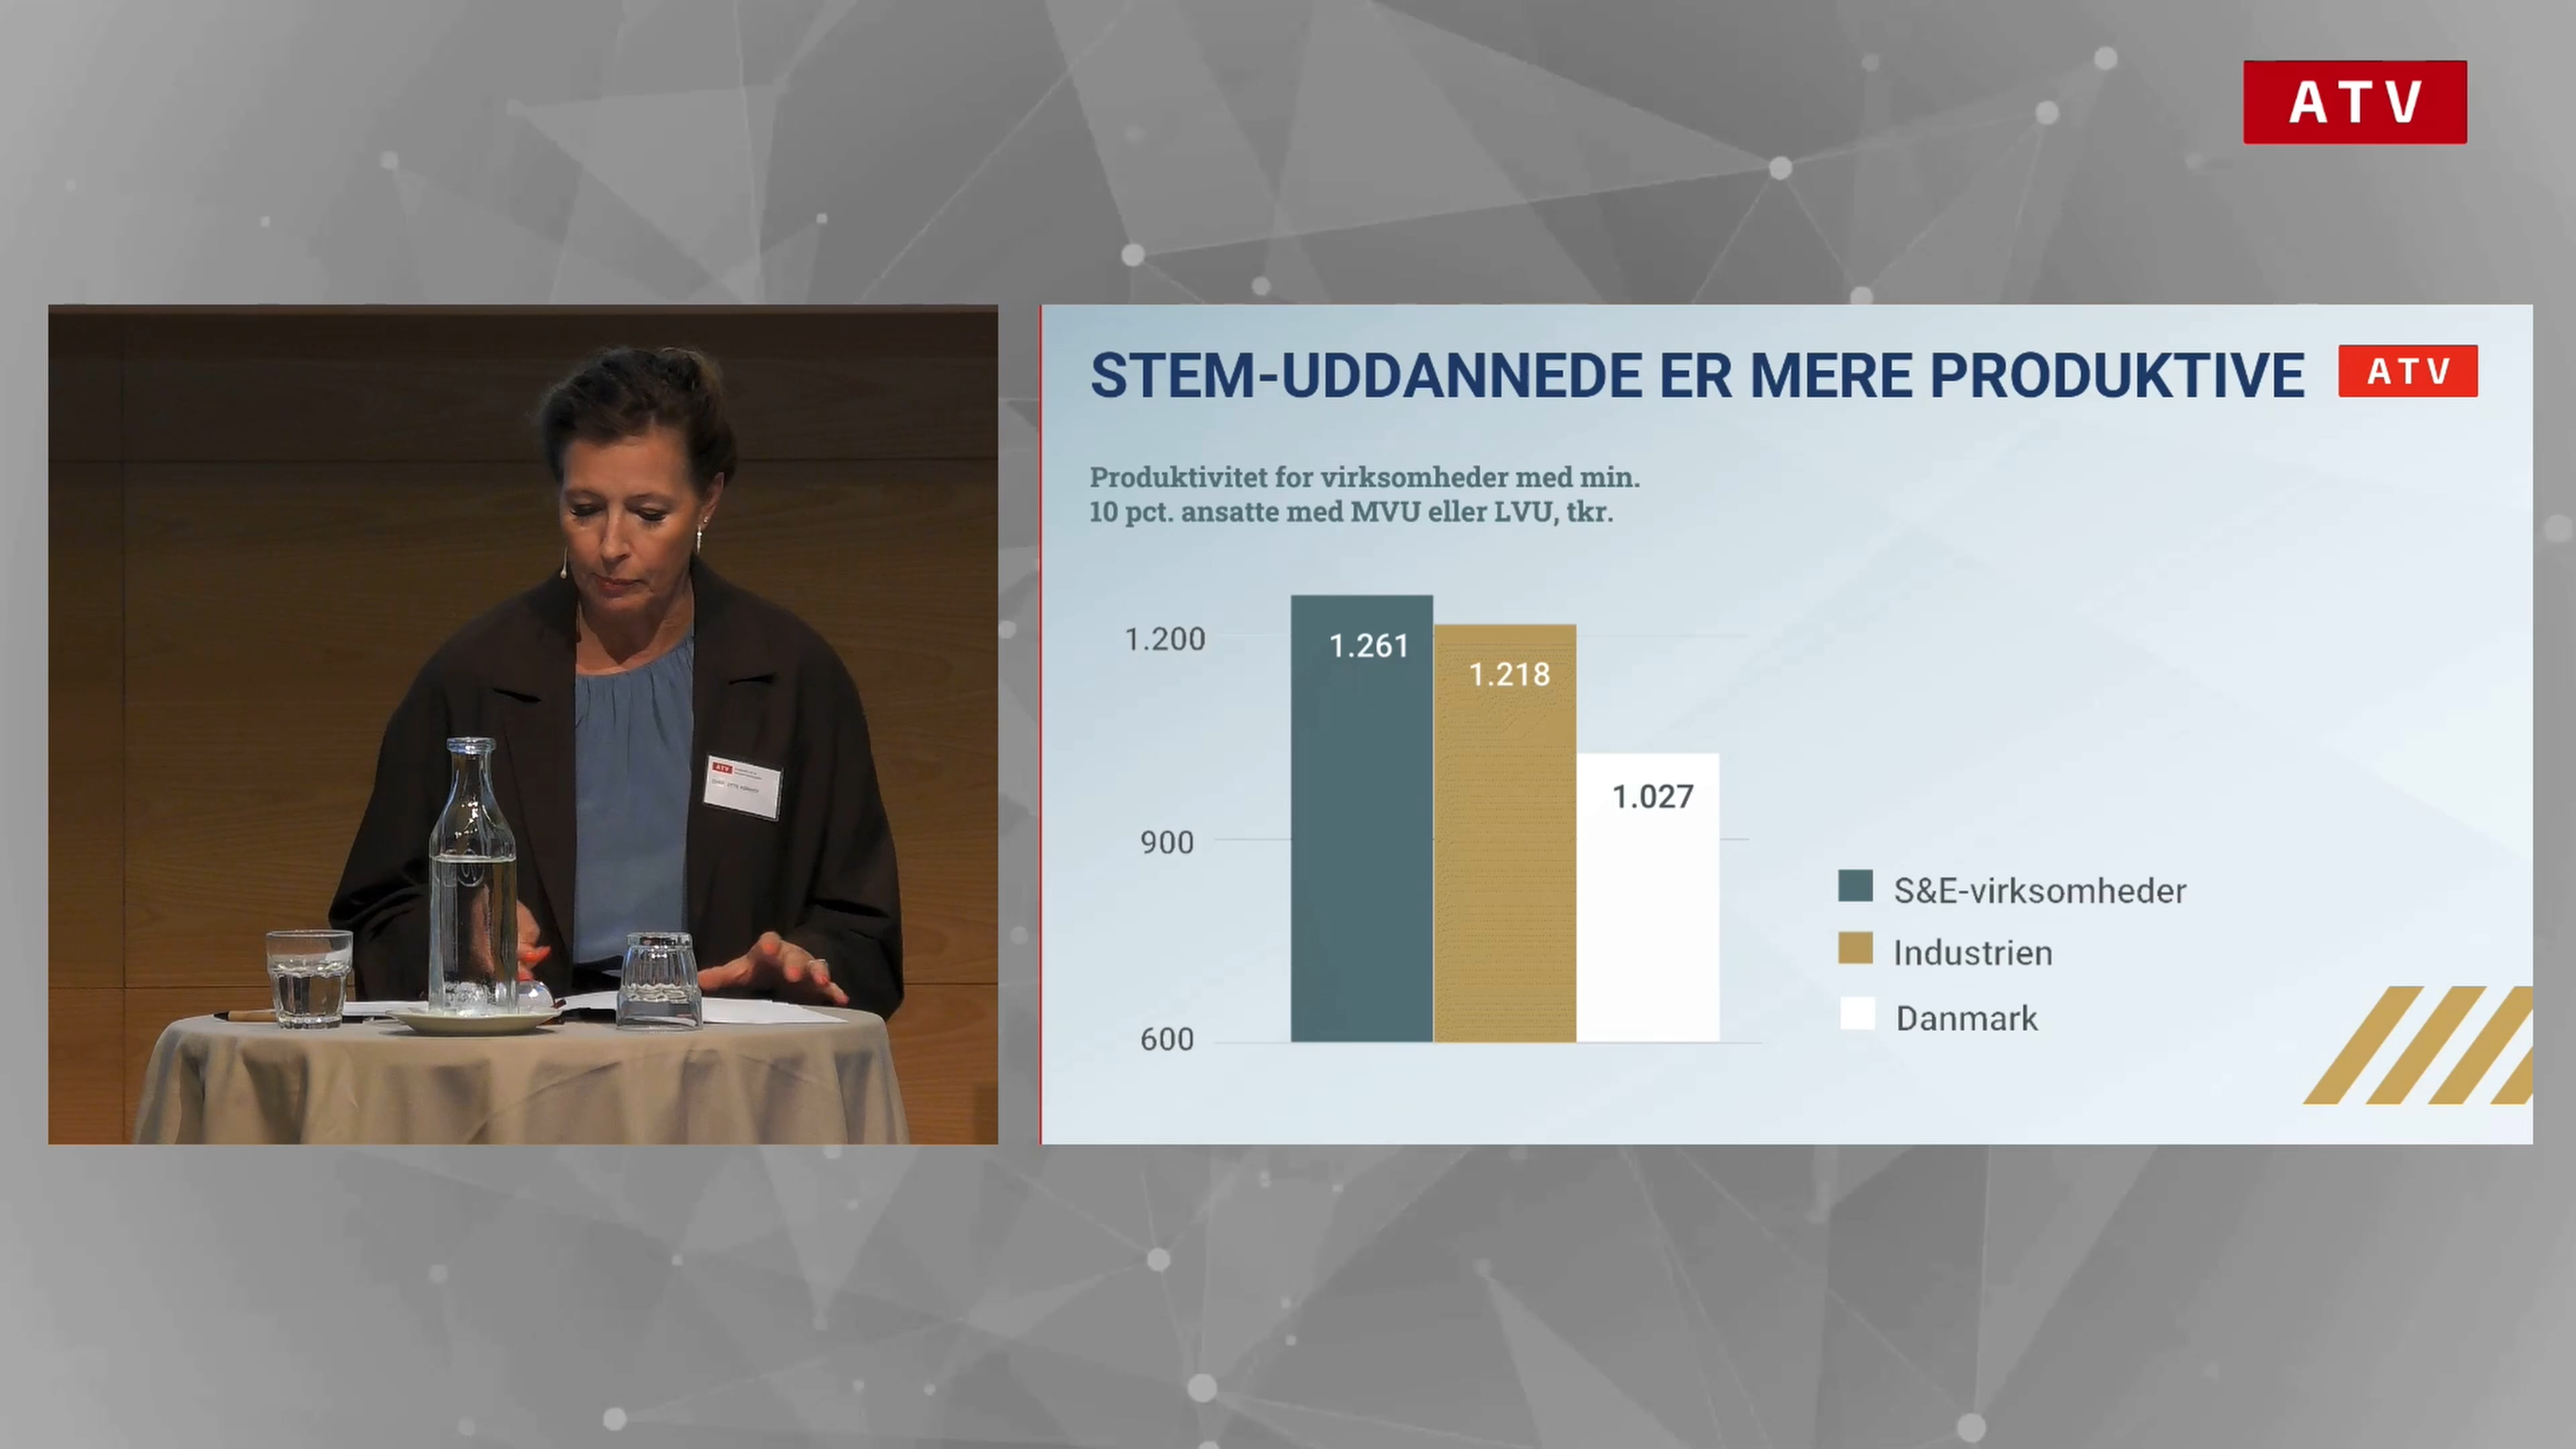 ATV
STEM-UDDANNEDE ER MERE PRODUKTIVE
ATV
Produktivitet for virksomheder med min.
10 pct. ansatte med MVU eller LVU, tkr.
1.200
900
600
1.261
1.218
1.027
S&E-virksomheder
Industrien
Danmark
ATV